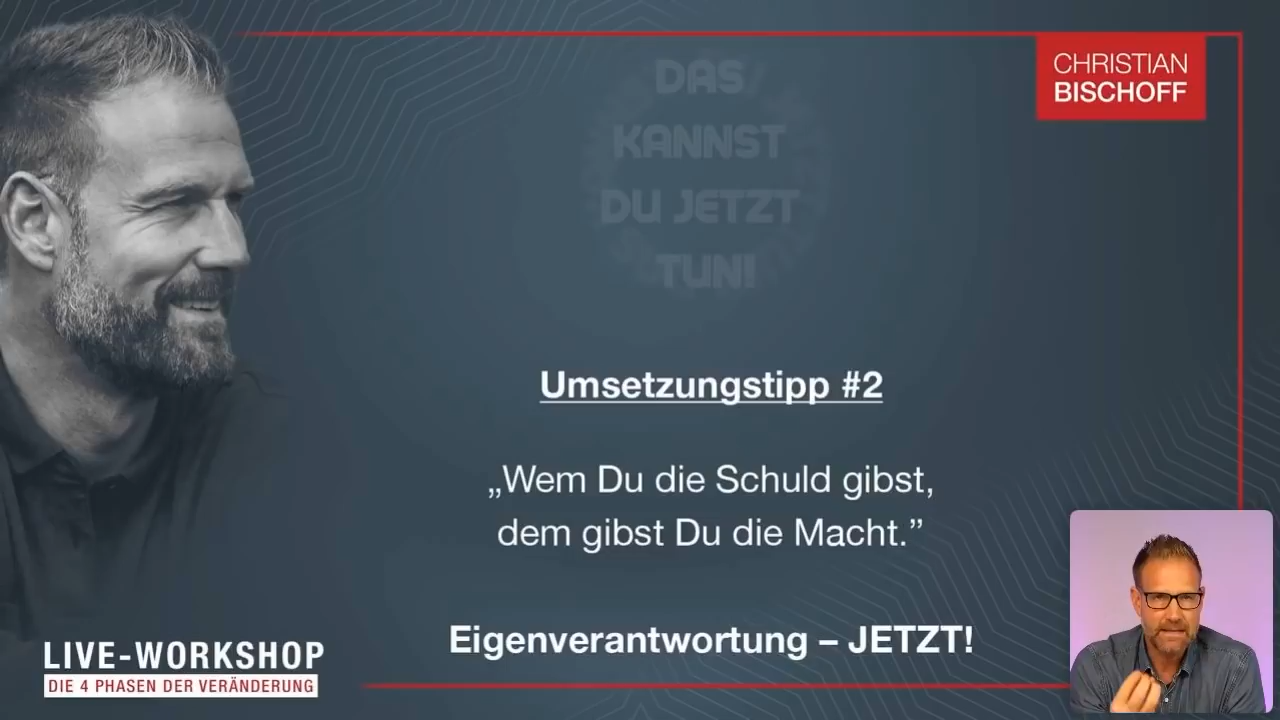 CHRISTIAN
BISCHOFF
DAS
KANNST
DU JETZT
TUN!
Umsetzungstipp #2
„Wem Du die Schuld gibst,
dem gibst Du die Macht.”
Eigenverantwortung – JETZT!
LIVE-WORKSHOP
DIE 4 PHASEN DER VERÄNDERUNG